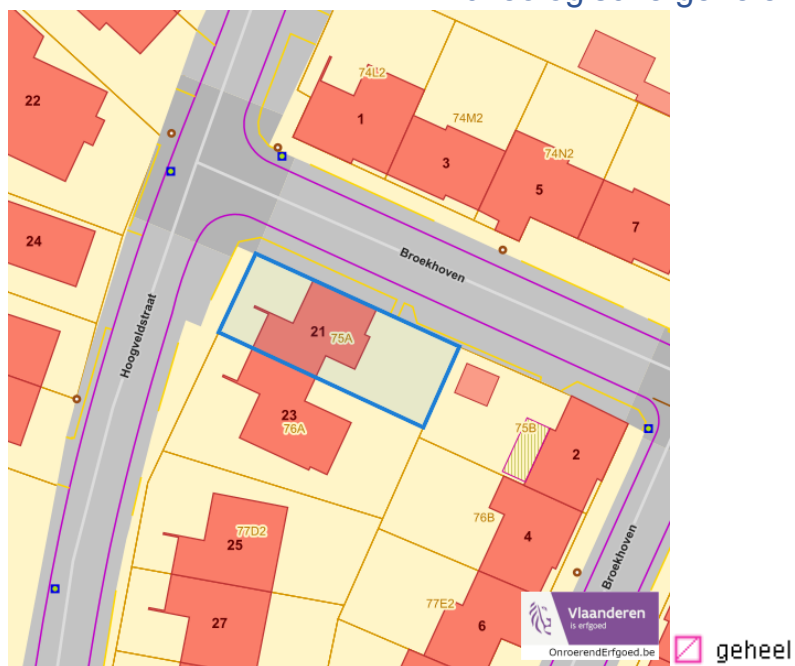 22
74L2
1
74M2
3
74N2
5
7
24
Broekhoven
Hoogveldstraat
21
75A
23
76A
75B
2
76B
4
77D2
25
Broekhoven
77E2
27
6
Vlaanderen
is erfgoed
OnroerendErfgoed.be
geheel